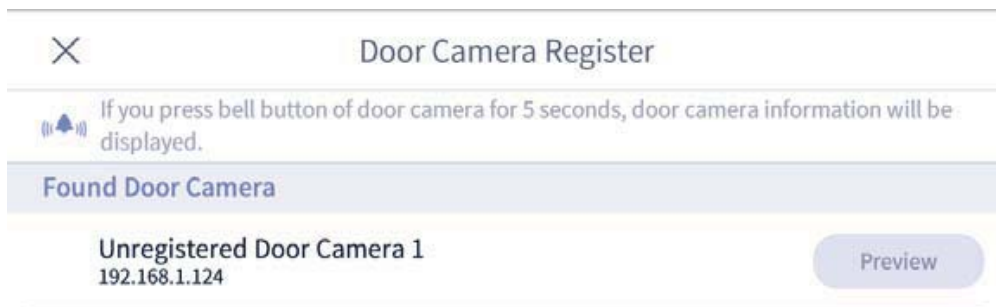 Door Camera Register
If you press bell button of door camera for 5 seconds, door camera information will be
displayed.
Found Door Camera
Unregistered Door Camera 1
192.168.1.124
Preview